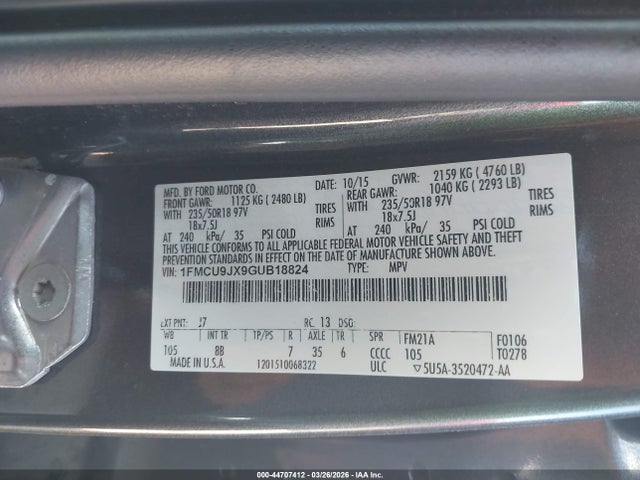 MFD. BY FORD MOTOR CO.
DATE: 10/15 GVWR: 2159 KG ( 4760 LB)
FRONT GAWR: 1125 KG ( 2480 LB)
REAR GAWR: 1040 KG ( 2293 LB)
WITH 235/50R18 97V TIRES
WITH 235/50R18 97V TIRES
18x7.5J RIMS
18x7.5J RIMS
AT 240 kPa/ 35 PSI COLD
AT 240 kPa/ 35 PSI COLD
THIS VEHICLE CONFORMS TO ALL APPLICABLE FEDERAL MOTOR VEHICLE SAFETY, BUMPER, AND
THEFT PREVENTION STANDARDS IN EFFECT ON THE DATE OF MANUFACTURE SHOWN ABOVE.
VIN: 1FMCU9JX9GUB18824 TYPE: MPV
EXT PNT: J7 RC: 13 DSO: F0106
WB INT TR TP/PS R AXLE TR SPR FM21A T0278
105 8B 7 35 6 CCCC 105
MADE IN U.S.A. 1201510068322 ULC ▽5U5A-3520472-AA
000-44707412 | 03/26/2026 - IAA Inc.